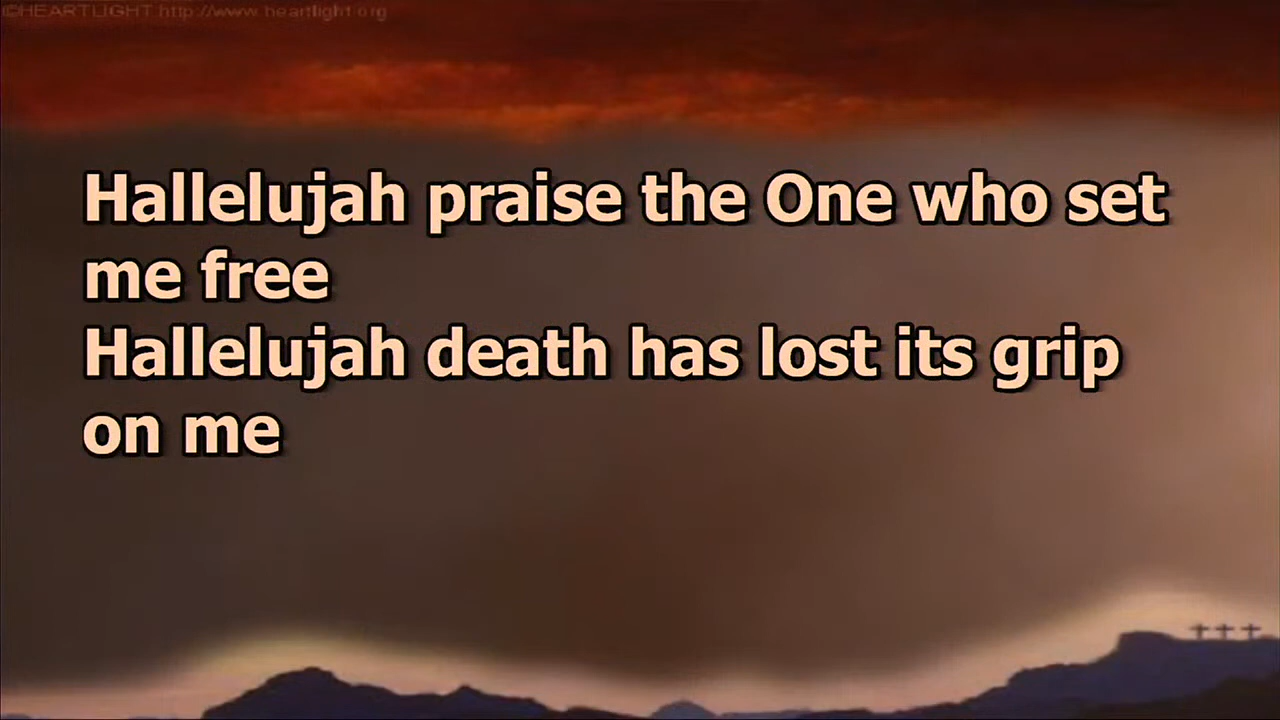 ©HEARTLIGHT http://www.heartlight.org
Hallelujah praise the One who set
me free
Hallelujah death has lost its grip
on me